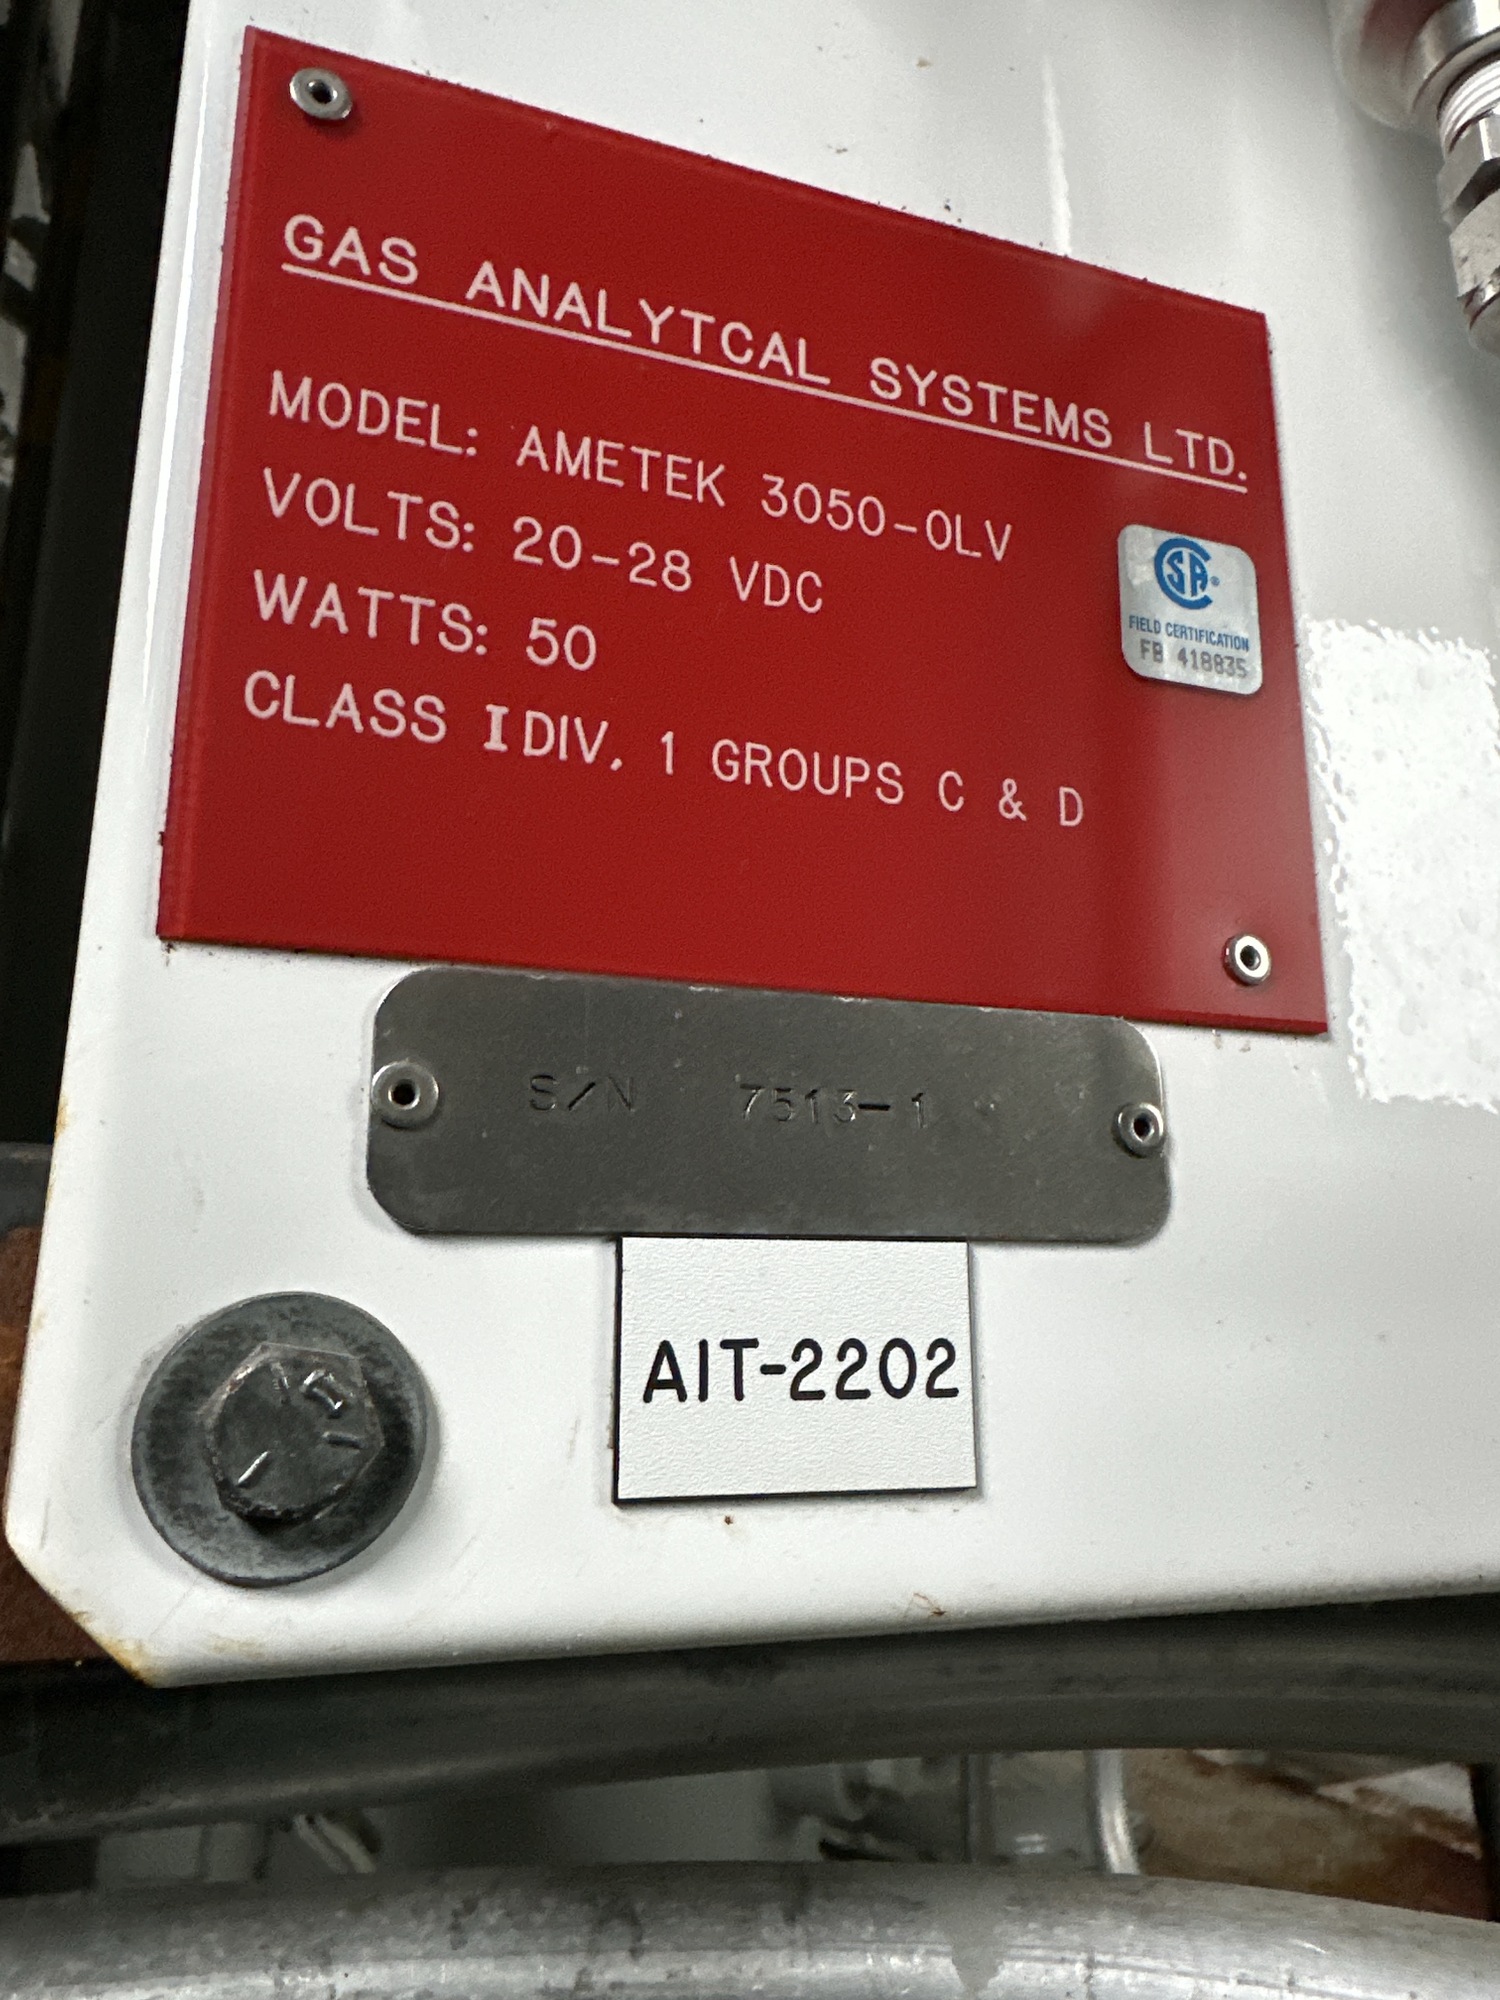 GAS ANALYTCAL SYSTEMS LTD.
MODEL: AMETEK 3050-OLV
VOLTS: 20-28 VDC
WATTS: 50
CLASS I DIV. 1 GROUPS C & D
CSA®
FIELD CERTIFICATION
FB 418835
S/N 7513-1
AIT-2202